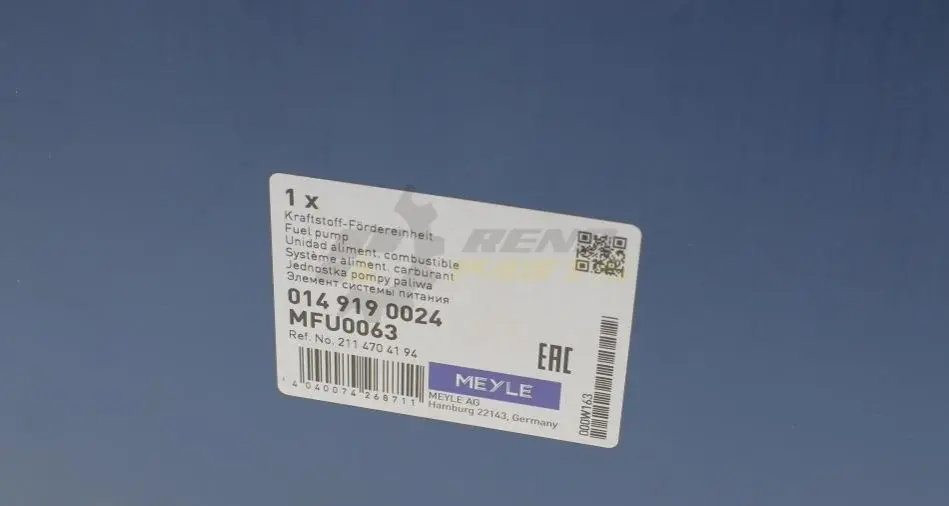 1 x
Kraftstoff-Fördereinheit
Fuel pump
Unidad aliment. combustible
Système aliment. carburant
Jednostka pompy paliwa
Элемент системы питания
014 919 0024
MFU0063
Ref. No. 211 470 41 94
4 040074 268711
MEYLE
MEYLE AG
Hamburg 22143, Germany
EAC
000W163